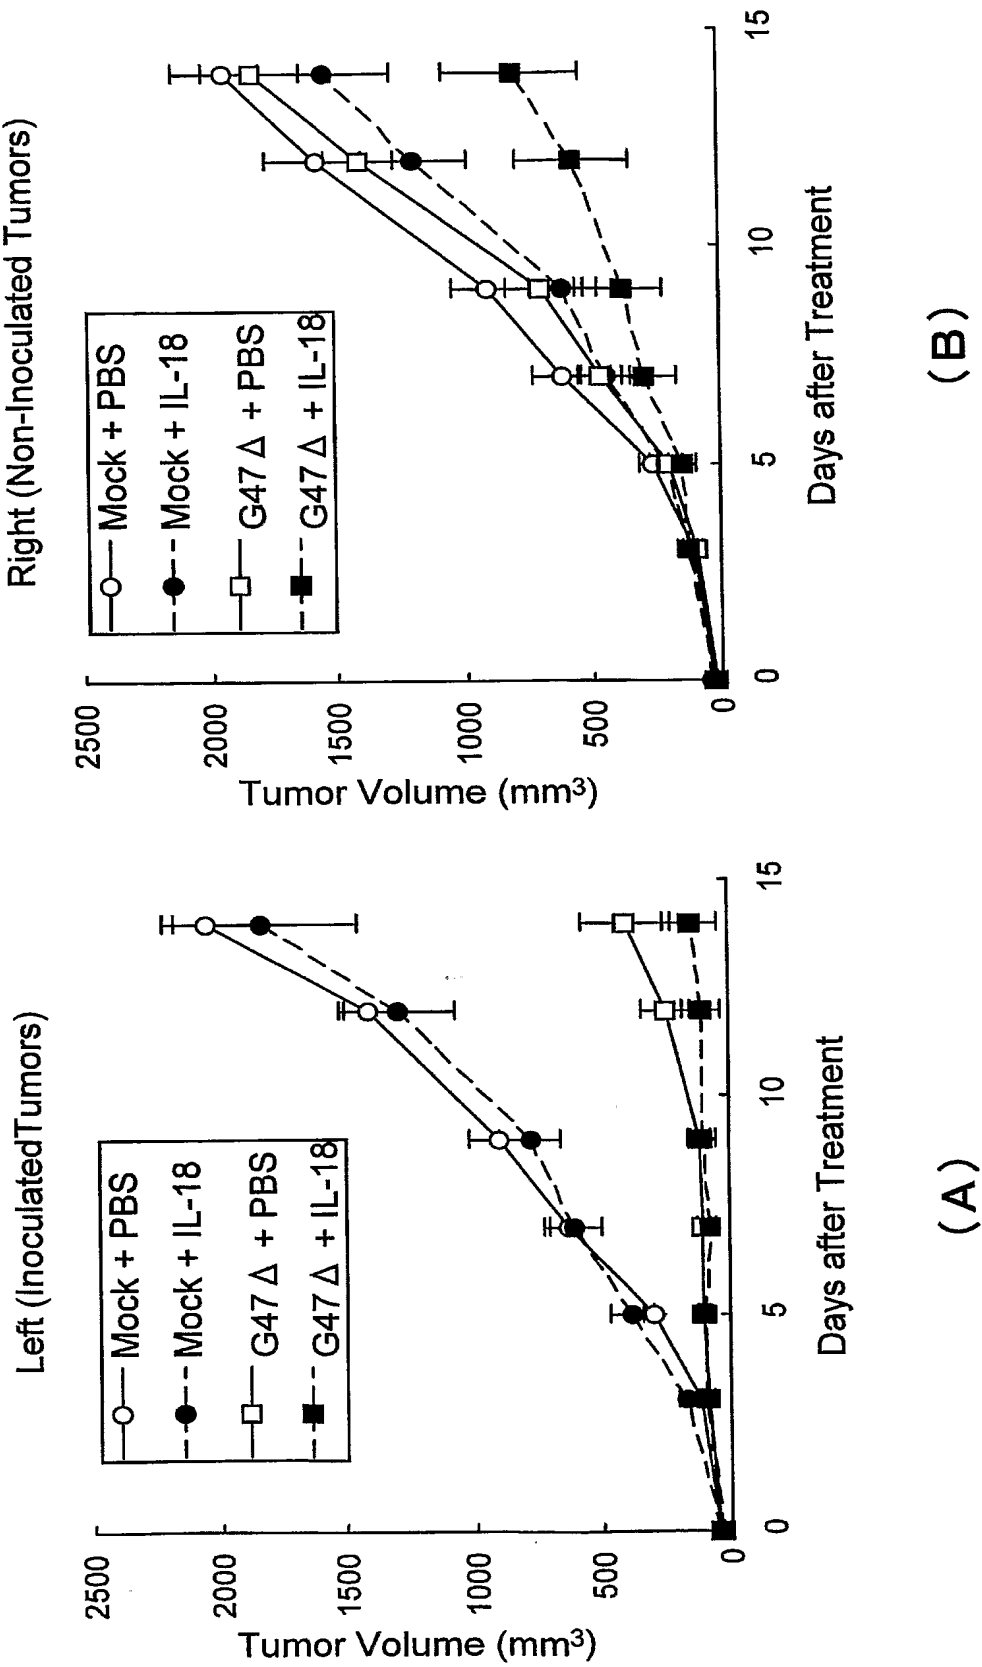 Left (InoculatedTumors)
Mock + PBS
Mock + IL-18
G47 Δ + PBS
G47 Δ + IL-18
2500
2000
1500
1000
500
0
Tumor Volume (mm³)
0
5
10
15
Days after Treatment
(A)
Right (Non-Inoculated Tumors)
Mock + PBS
Mock + IL-18
G47 Δ + PBS
G47 Δ + IL-18
2500
2000
1500
1000
500
0
Tumor Volume (mm³)
0
5
10
15
Days after Treatment
(B)